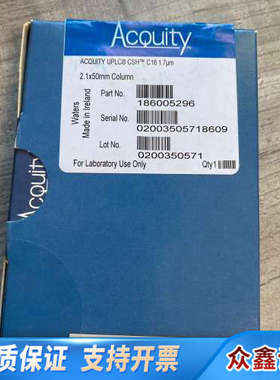 Acquity
ACQUITY UPLC® CSH™ C18 1.7µm
2.1x50mm Column
Waters
Made in Ireland
Part No.
186005296
Serial No.
02003505718609
Lot No.
0200350571
For Laboratory Use Only
Qty 1
质保证 支持开票
众鑫